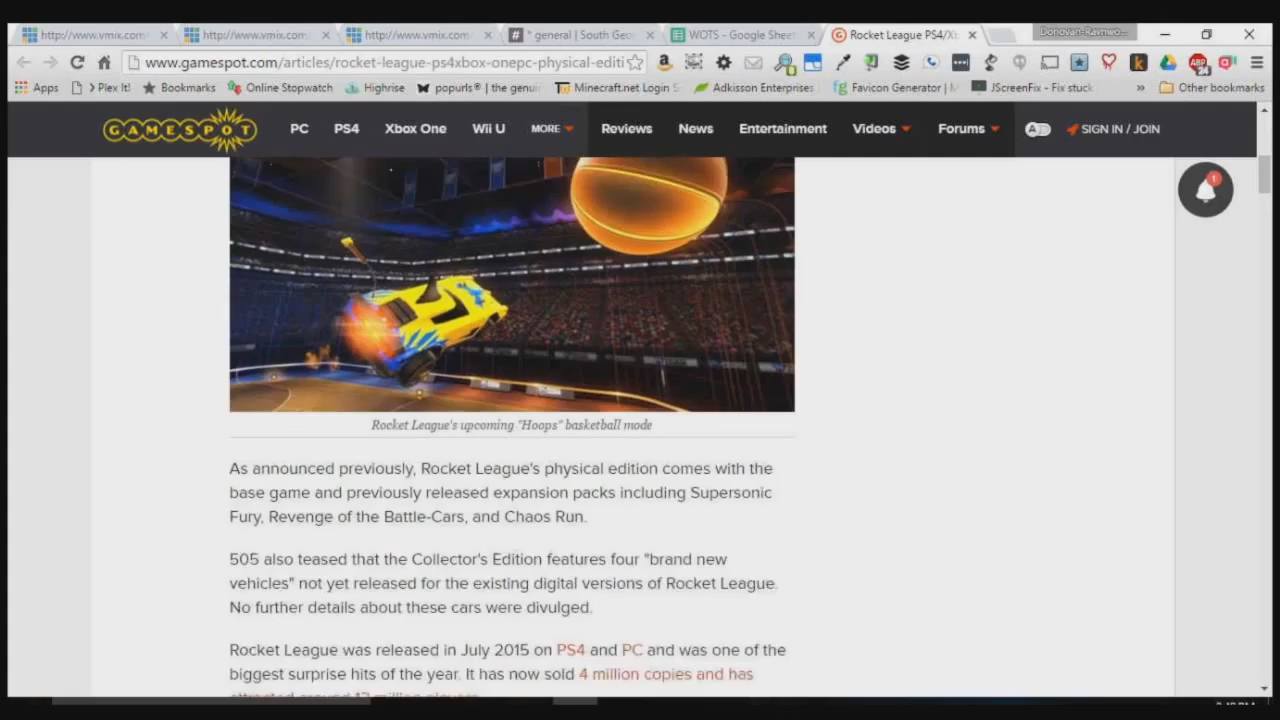 http://www.vmix.com
http://www.vmix.com
http://www.vmix.com
* general | South Geo
WOTS - Google Sheet
Rocket League PS4/Xb
www.gamespot.com/articles/rocket-league-ps4xbox-onepc-physical-editi
Apps
> Plex It!
Bookmarks
Online Stopwatch
Highrise
popurls® | the genuin
Minecraft.net Login S
Adkisson Enterprises
Favicon Generator |
JScreenFix - Fix stuck
»
Other bookmarks
GAMESPOT
PC
PS4
Xbox One
Wii U
MORE
Reviews
News
Entertainment
Videos
Forums
SIGN IN / JOIN
1
Rocket League's upcoming "Hoops" basketball mode
As announced previously, Rocket League's physical edition comes with the
base game and previously released expansion packs including Supersonic
Fury, Revenge of the Battle-Cars, and Chaos Run.
505 also teased that the Collector's Edition features four "brand new
vehicles" not yet released for the existing digital versions of Rocket League.
No further details about these cars were divulged.
Rocket League was released in July 2015 on PS4 and PC and was one of the
biggest surprise hits of the year. It has now sold 4 million copies and has